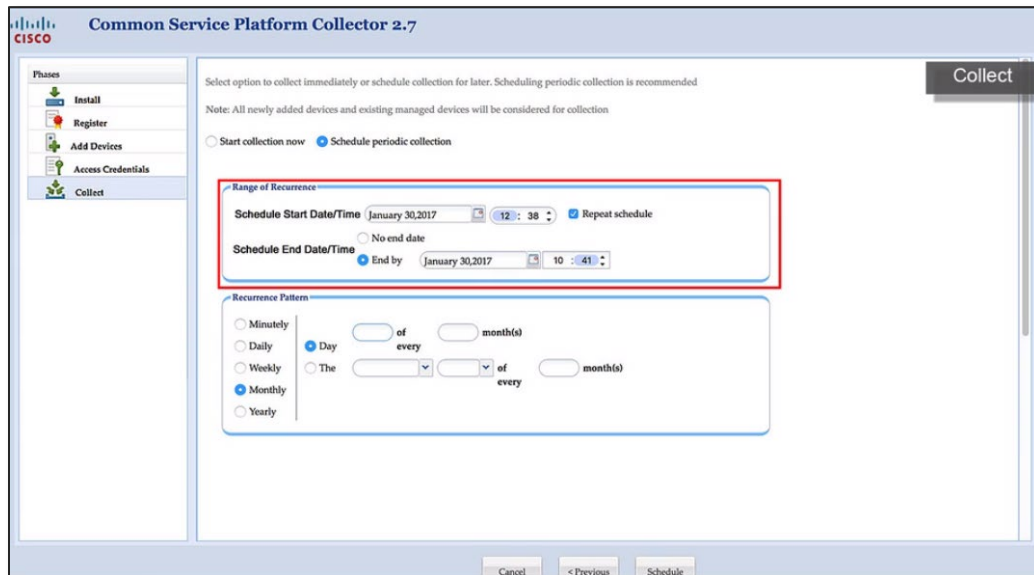 CISCO
Common Service Platform Collector 2.7
Phases
Install
Register
Add Devices
Access Credentials
Collect
Collect
Select option to collect immediately or schedule collection for later. Scheduling periodic collection is recommended
Note: All newly added devices and existing managed devices will be considered for collection
Start collection now Schedule periodic collection
Range of Recurrence
Schedule Start Date/Time January 30,2017 12 : 38 Repeat schedule
No end date
Schedule End Date/Time
End by January 30,2017 10 : 41
Recurrence Pattern
Minutely
Daily
Weekly
Monthly
Yearly
Day of every month(s)
The of every month(s)
Cancel < Previous Schedule